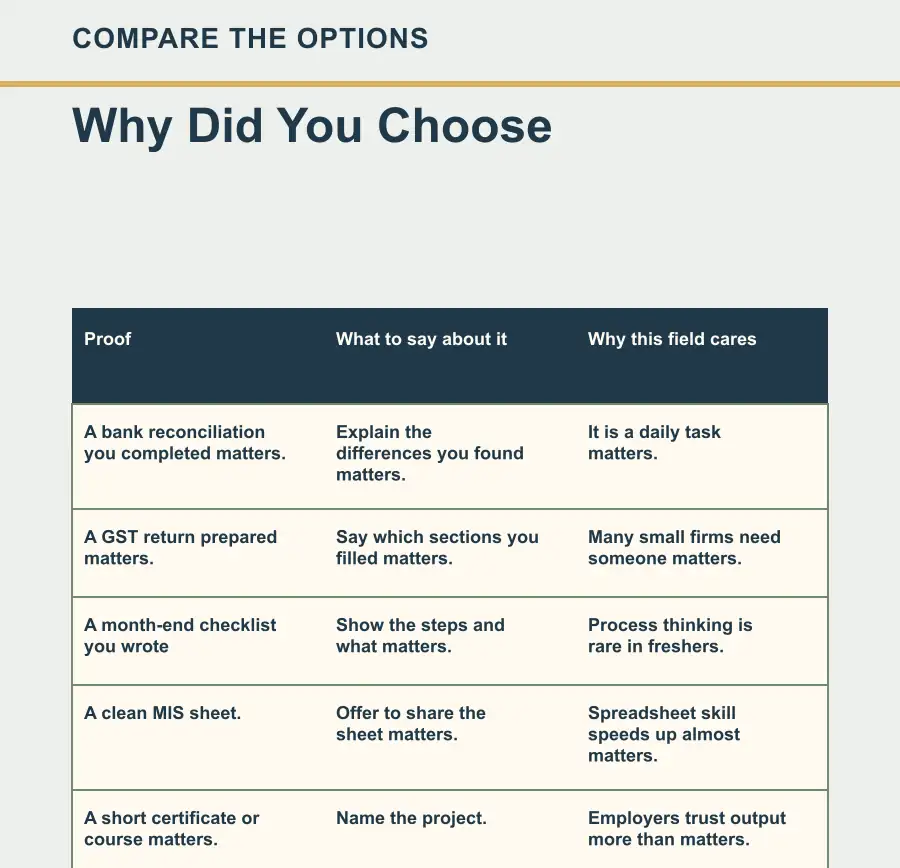 COMPARE THE OPTIONS
Why Did You Choose
Proof
What to say about it
Why this field cares
A bank reconciliation
you completed matters.
Explain the
differences you found
matters.
It is a daily task
matters.
A GST return prepared
matters.
Say which sections you
filled matters.
Many small firms need
someone matters.
A month-end checklist
you wrote
Show the steps and
what matters.
Process thinking is
rare in freshers.
A clean MIS sheet.
Offer to share the
sheet matters.
Spreadsheet skill
speeds up almost
matters.
A short certificate or
course matters.
Name the project.
Employers trust output
more than matters.